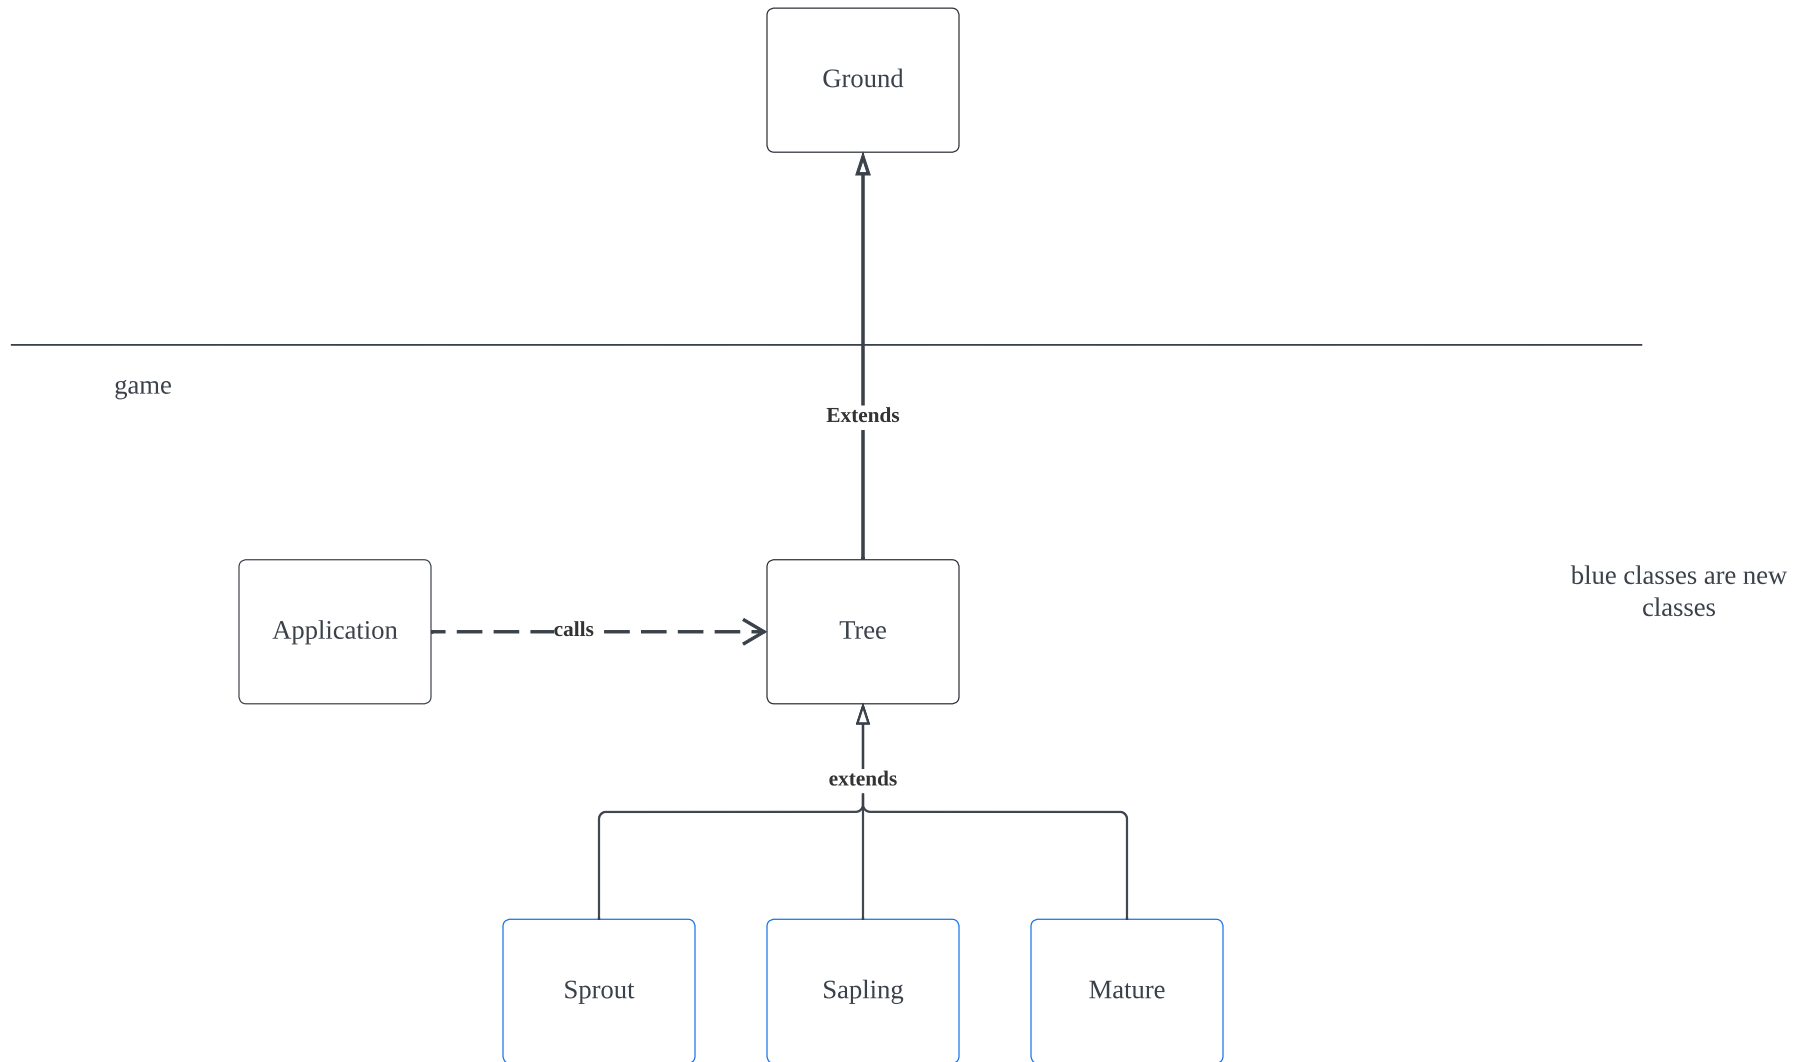 Ground
game
Extends
blue classes are new
classes
Application
calls
Tree
extends
Sprout
Sapling
Mature